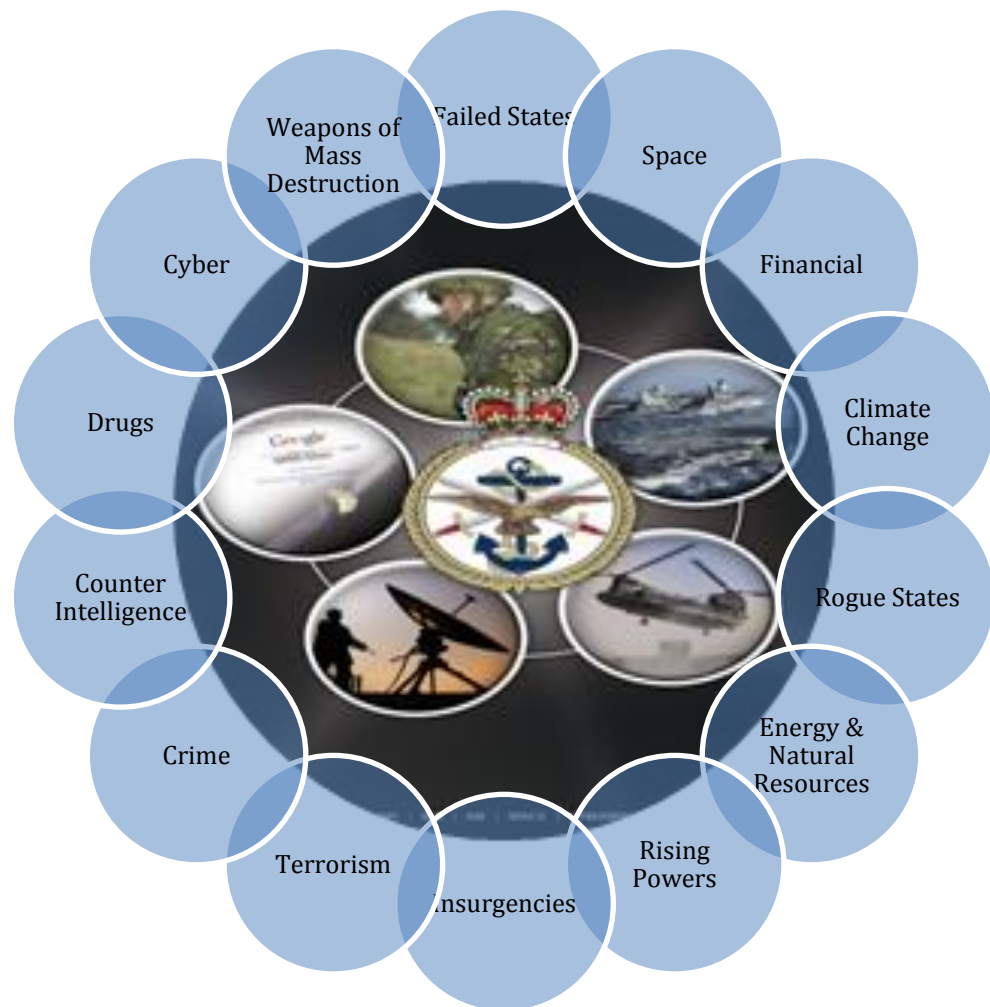 Failed States
Space
Financial
Climate
Change
Rogue States
Energy &
Natural
Resources
Rising
Powers
Insurgencies
Terrorism
Crime
Counter
Intelligence
Drugs
Cyber
Weapons of
Mass
Destruction
Google